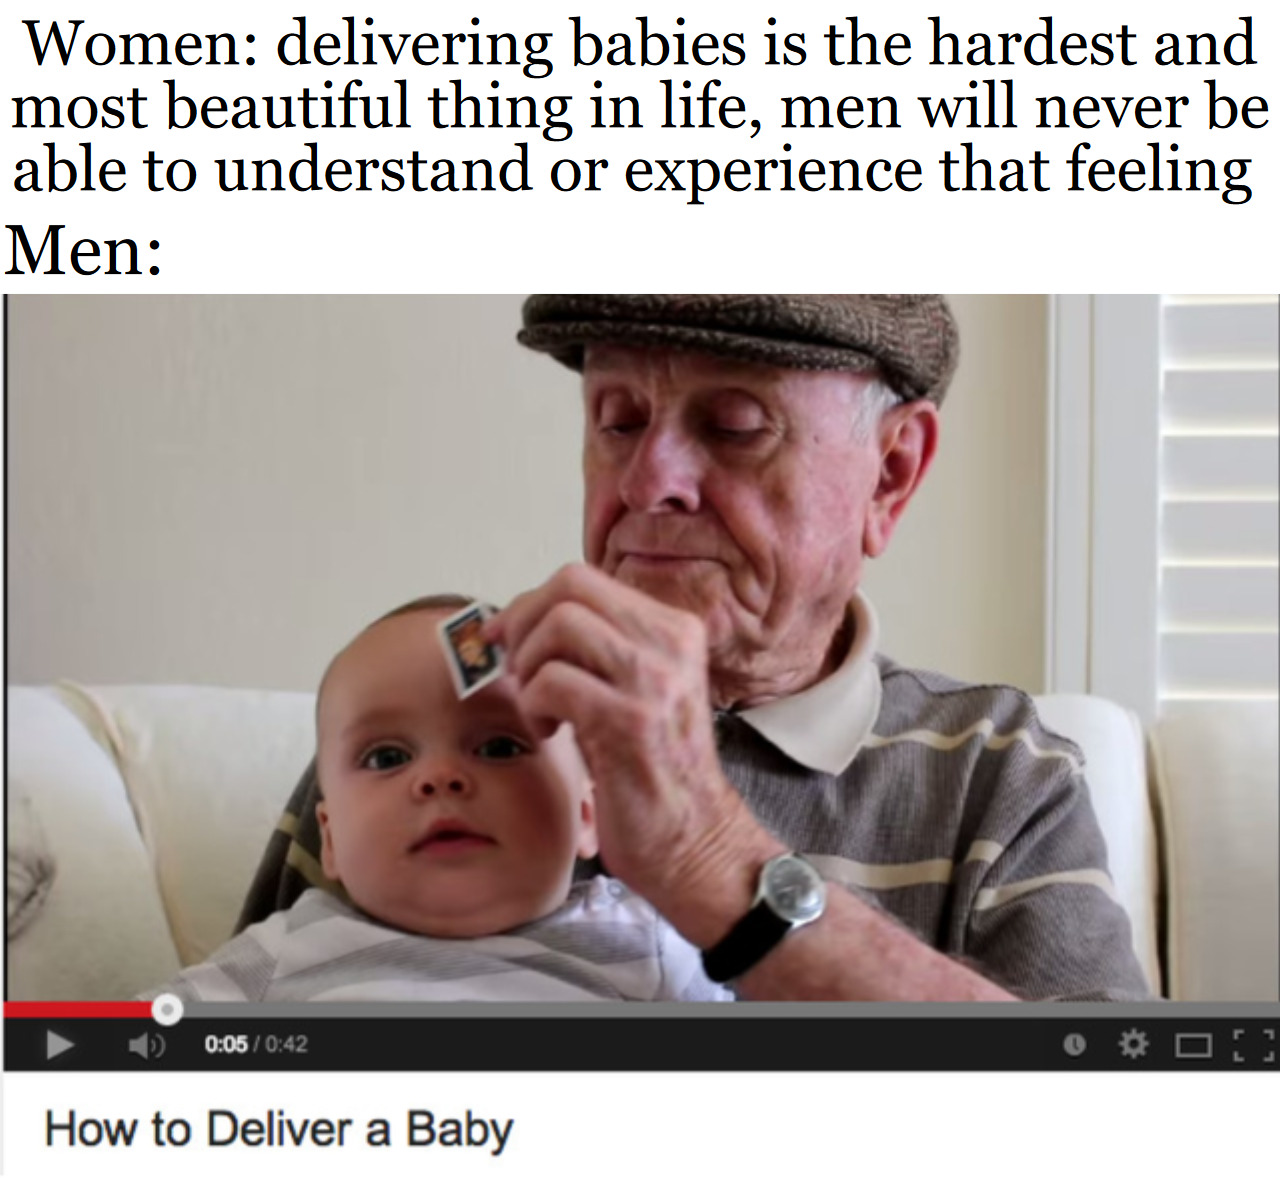 Women: delivering babies is the hardest and
most beautiful thing in life, men will never be
able to understand or experience that feeling
Men:
0:05 / 0:42
How to Deliver a Baby